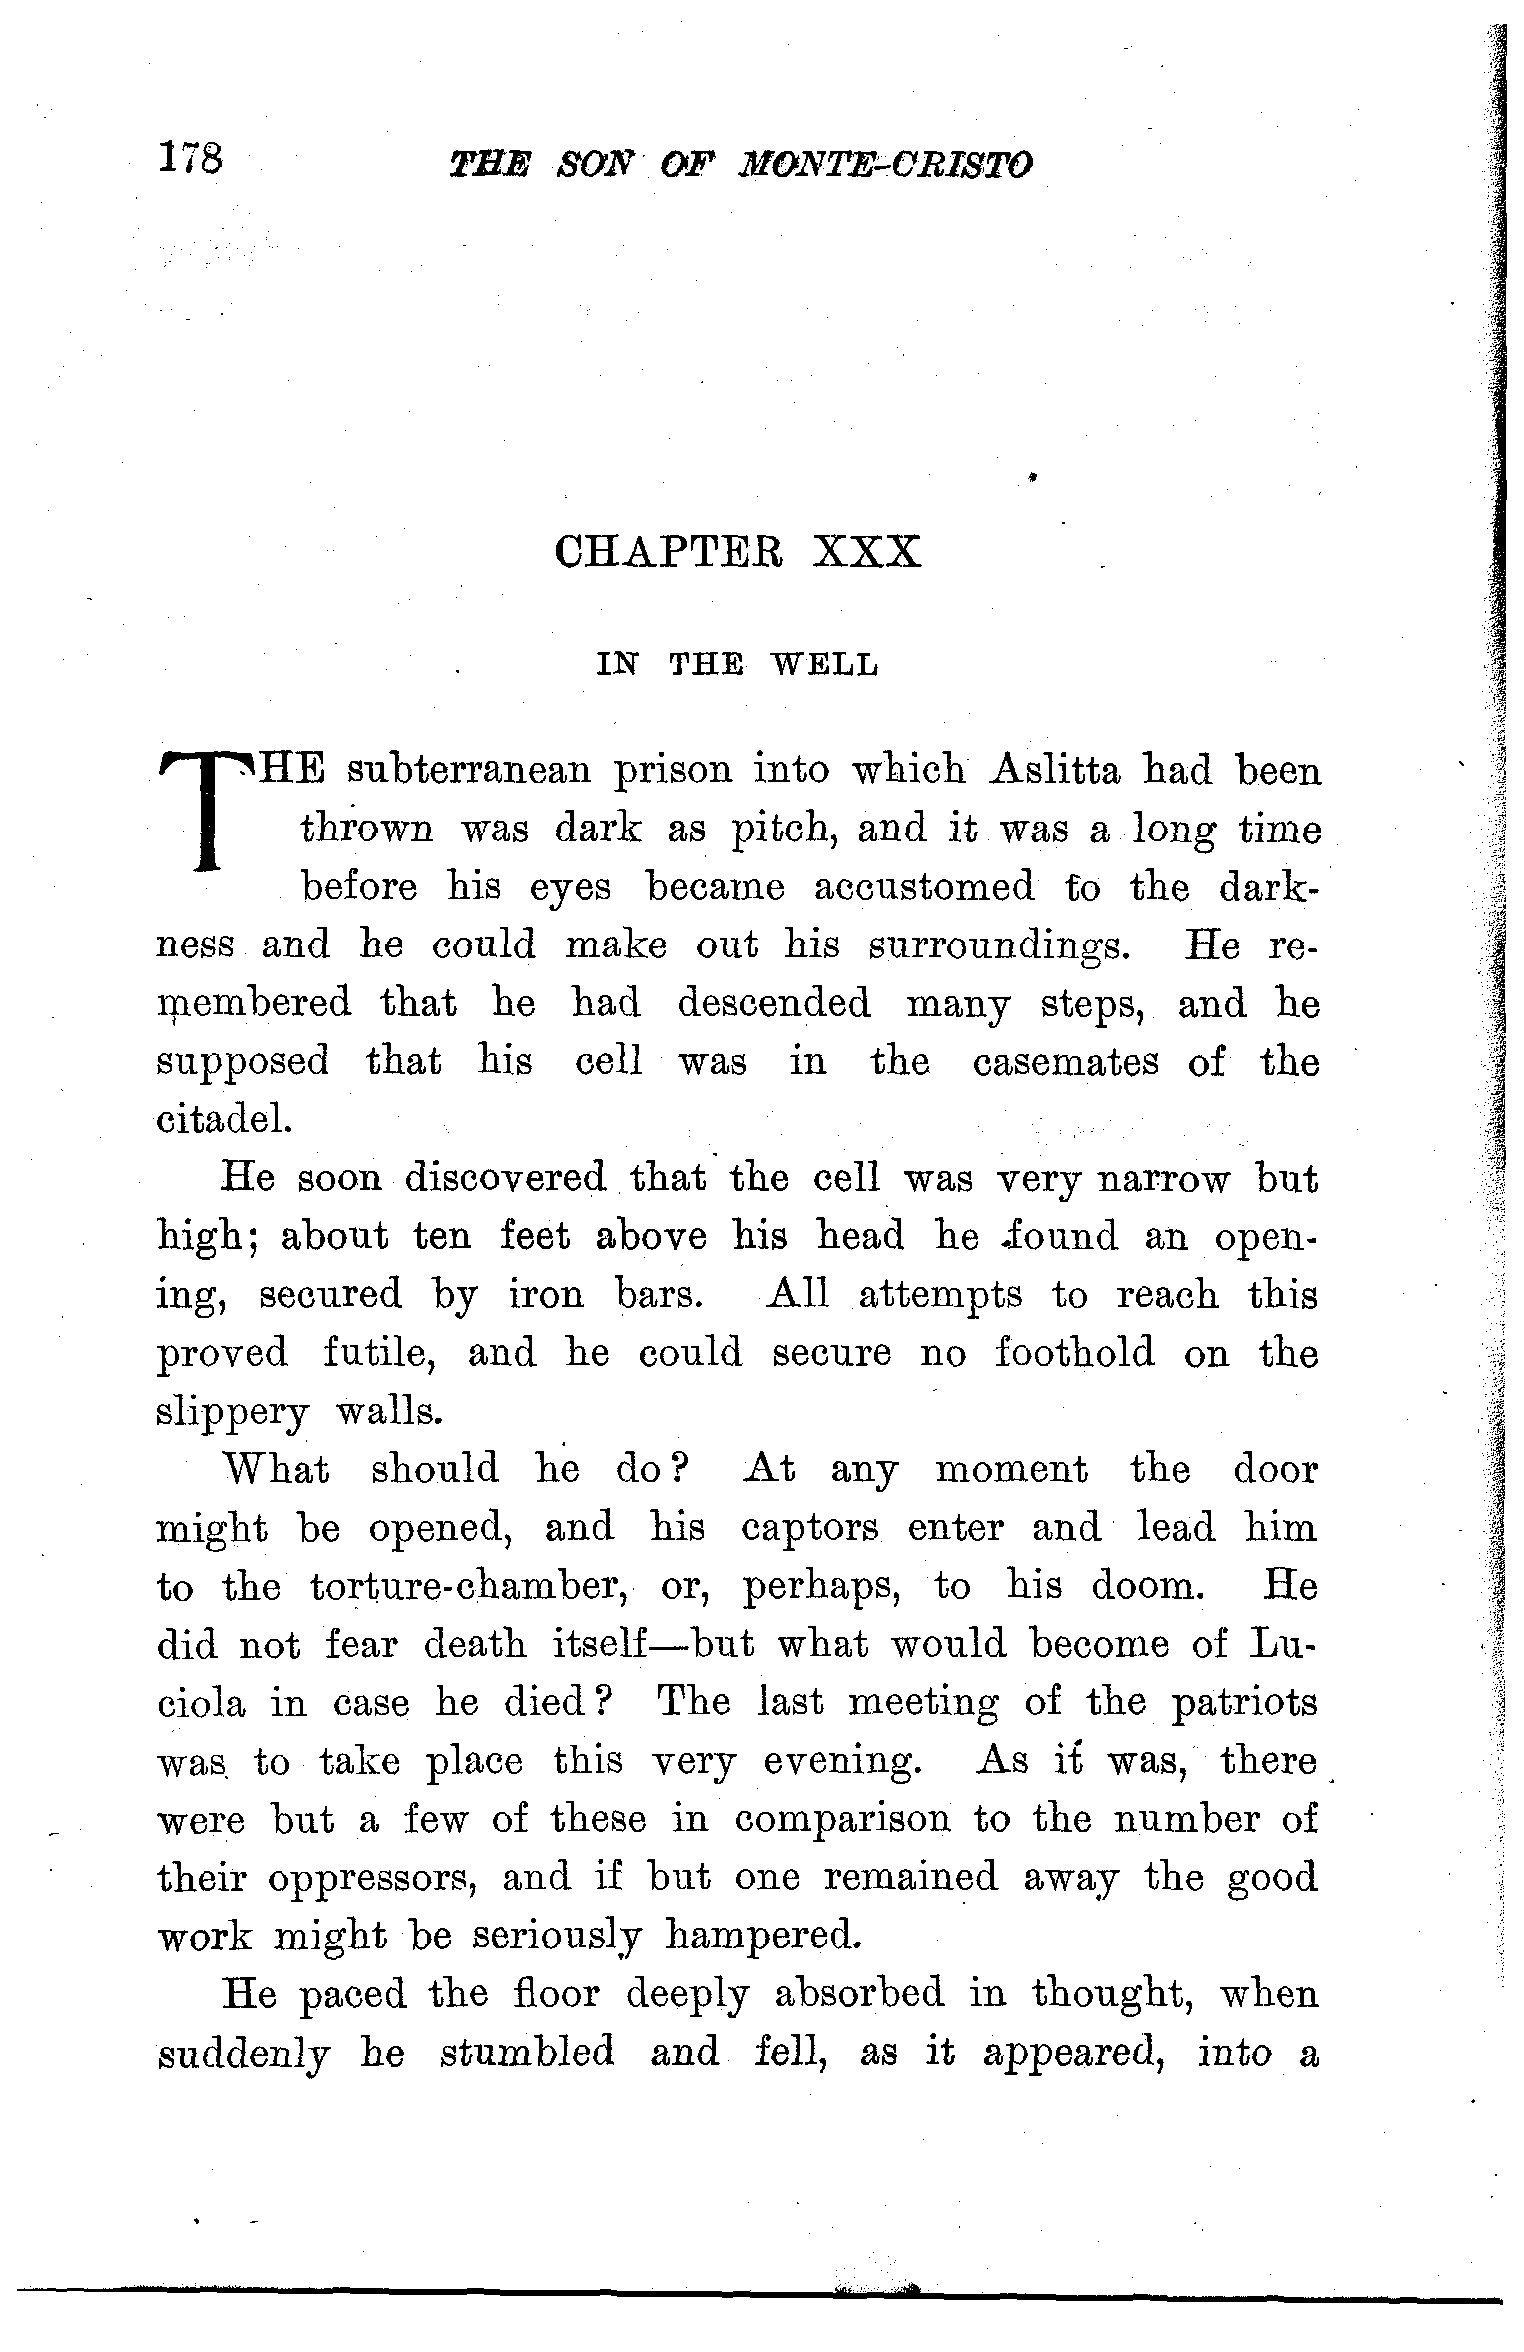 178 THE SON OF MONTE-CRISTO
CHAPTER XXX
IN THE WELL
THE subterranean prison into which Aslitta had been
thrown was dark as pitch, and it was a long time
before his eyes became accustomed to the dark-
ness and he could make out his surroundings. He re-
membered that he had descended many steps, and he
supposed that his cell was in the casemates of the
citadel.
He soon discovered that the cell was very narrow but
high; about ten feet above his head he found an open-
ing, secured by iron bars. All attempts to reach this
proved futile, and he could secure no foothold on the
slippery walls.
What should he do? At any moment the door
might be opened, and his captors enter and lead him
to the torture-chamber, or, perhaps, to his doom. He
did not fear death itself—but what would become of Lu-
ciola in case he died? The last meeting of the patriots
was to take place this very evening. As it was, there
were but a few of these in comparison to the number of
their oppressors, and if but one remained away the good
work might be seriously hampered.
He paced the floor deeply absorbed in thought, when
suddenly he stumbled and fell, as it appeared, into a